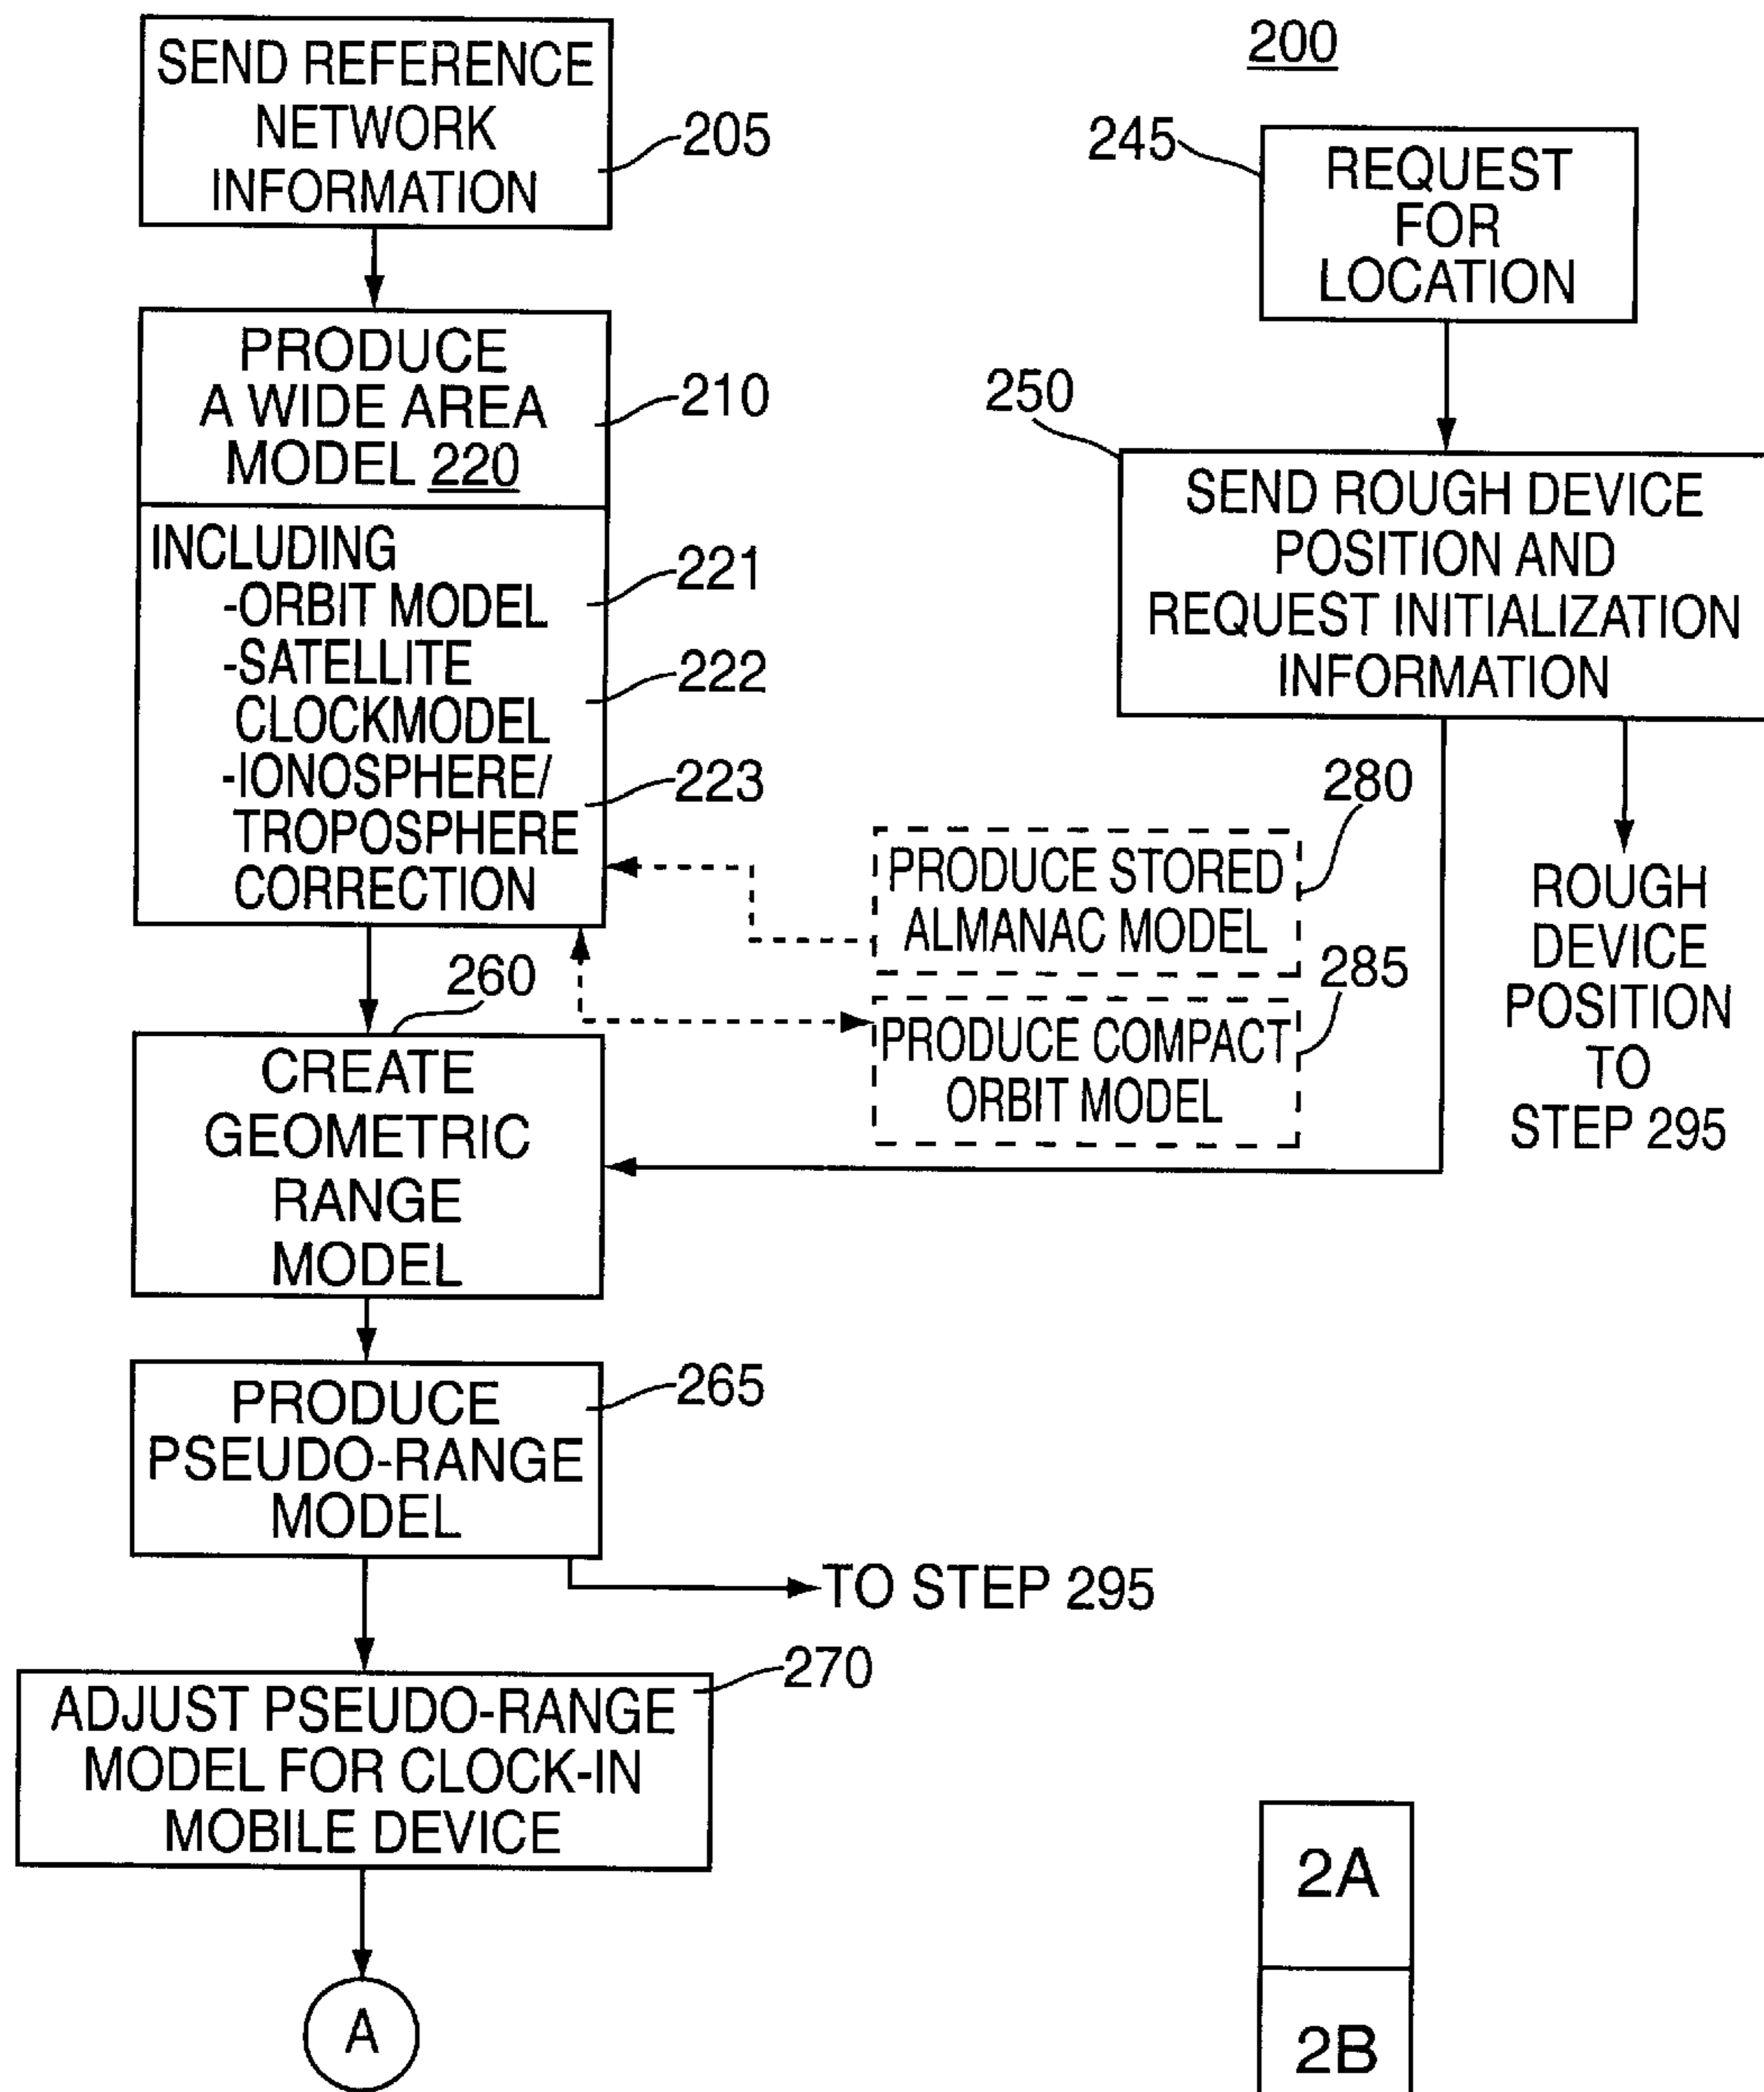 200
SEND REFERENCE
NETWORK
INFORMATION
205
PRODUCE
A WIDE AREA
MODEL 220
210
INCLUDING
-ORBIT MODEL
221
-SATELLITE
CLOCKMODEL
222
-IONOSPHERE/
TROPOSPHERE
CORRECTION
223
245
REQUEST
FOR
LOCATION
250
SEND ROUGH DEVICE
POSITION AND
REQUEST INITIALIZATION
INFORMATION
280
PRODUCE STORED
ALMANAC MODEL
285
PRODUCE COMPACT
ORBIT MODEL
ROUGH
DEVICE
POSITION
TO
STEP 295
260
CREATE
GEOMETRIC
RANGE
MODEL
265
PRODUCE
PSEUDO-RANGE
MODEL
TO STEP 295
270
ADJUST PSEUDO-RANGE
MODEL FOR CLOCK-IN
MOBILE DEVICE
A
2A
2B